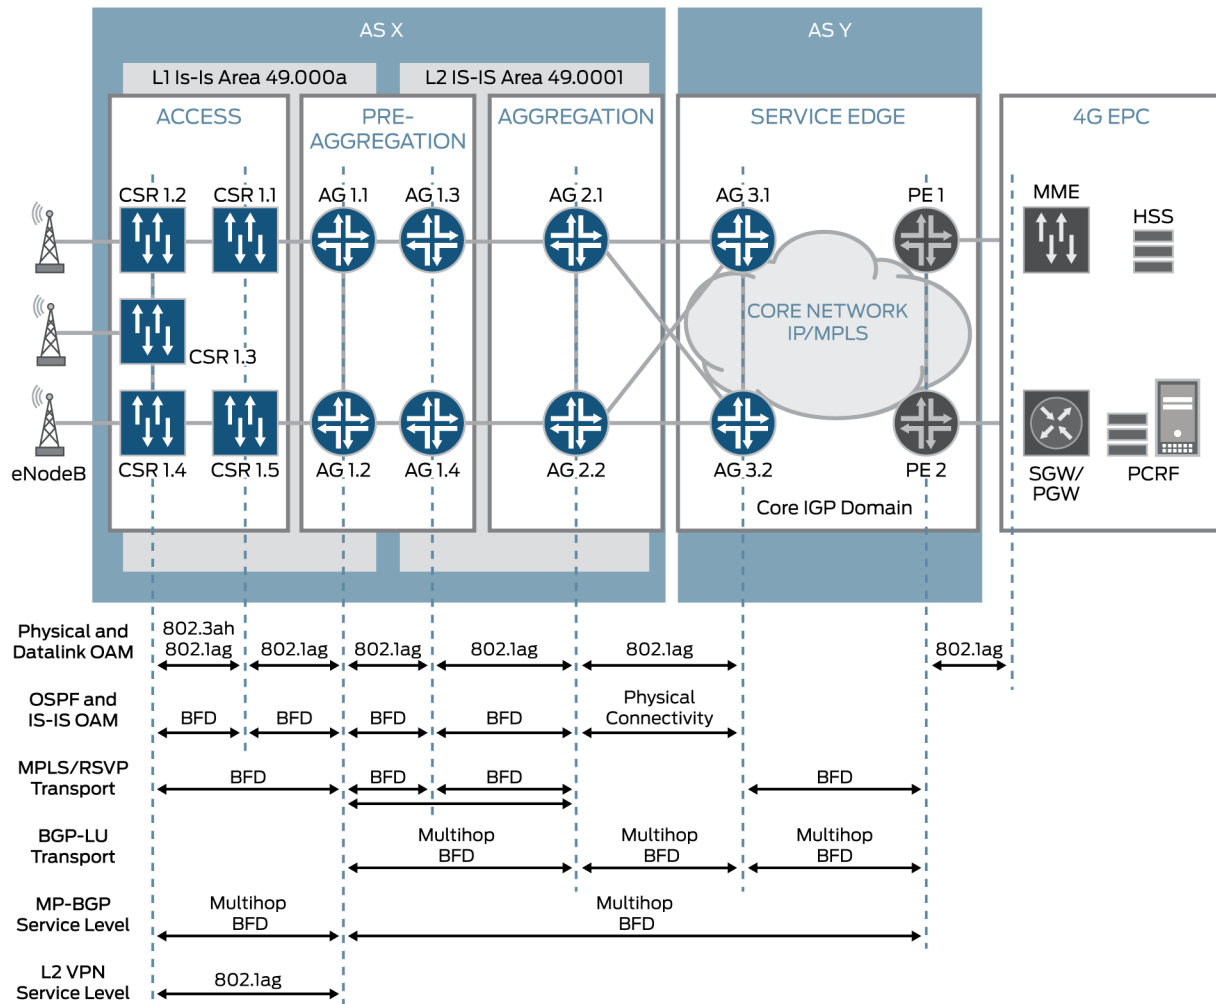 AS X
AS Y
L1 Is-Is Area 49.000a
L2 IS-IS Area 49.0001
ACCESS
PRE-
AGGREGATION
AGGREGATION
SERVICE EDGE
4G EPC
CSR 1.2
CSR 1.1
AG 1.1
AG 1.3
AG 2.1
AG 3.1
PE 1
MME
HSS
CORE NETWORK
IP/MPLS
CSR 1.3
eNodeB
CSR 1.4
CSR 1.5
AG 1.2
AG 1.4
AG 2.2
AG 3.2
PE 2
SGW/
PGW
PCRF
Core IGP Domain
Physical and
Datalink OAM
802.3ah
802.1ag
802.1ag
802.1ag
802.1ag
802.1ag
802.1ag
OSPF and
IS-IS OAM
BFD
BFD
BFD
BFD
Physical
Connectivity
MPLS/RSVP
Transport
BFD
BFD
BFD
BFD
BGP-LU
Transport
Multihop
BFD
Multihop
BFD
Multihop
BFD
MP-BGP
Service Level
Multihop
BFD
Multihop
BFD
L2 VPN
Service Level
802.1ag